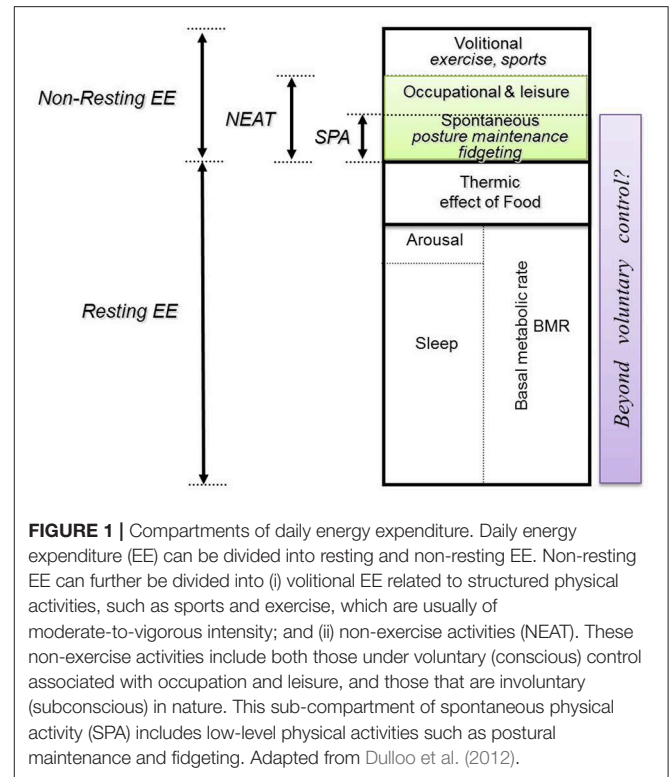 Volitional
exercise, sports
Non-Resting EE
Occupational & leisure
NEAT
Spontaneous
SPA
posture maintenance
fidgeting
Thermic
effect of Food
Beyond voluntary control?
Arousal
Resting EE
Sleep
Basal metabolic rate
BMR
FIGURE 1 | Compartments of daily energy expenditure. Daily energy
expenditure (EE) can be divided into resting and non-resting EE. Non-resting
EE can further be divided into (i) volitional EE related to structured physical
activities, such as sports and exercise, which are usually of
moderate-to-vigorous intensity; and (ii) non-exercise activities (NEAT). These
non-exercise activities include both those under voluntary (conscious) control
associated with occupation and leisure, and those that are involuntary
(subconscious) in nature. This sub-compartment of spontaneous physical
activity (SPA) includes low-level physical activities such as postural
maintenance and fidgeting. Adapted from Dulloo et al. (2012).